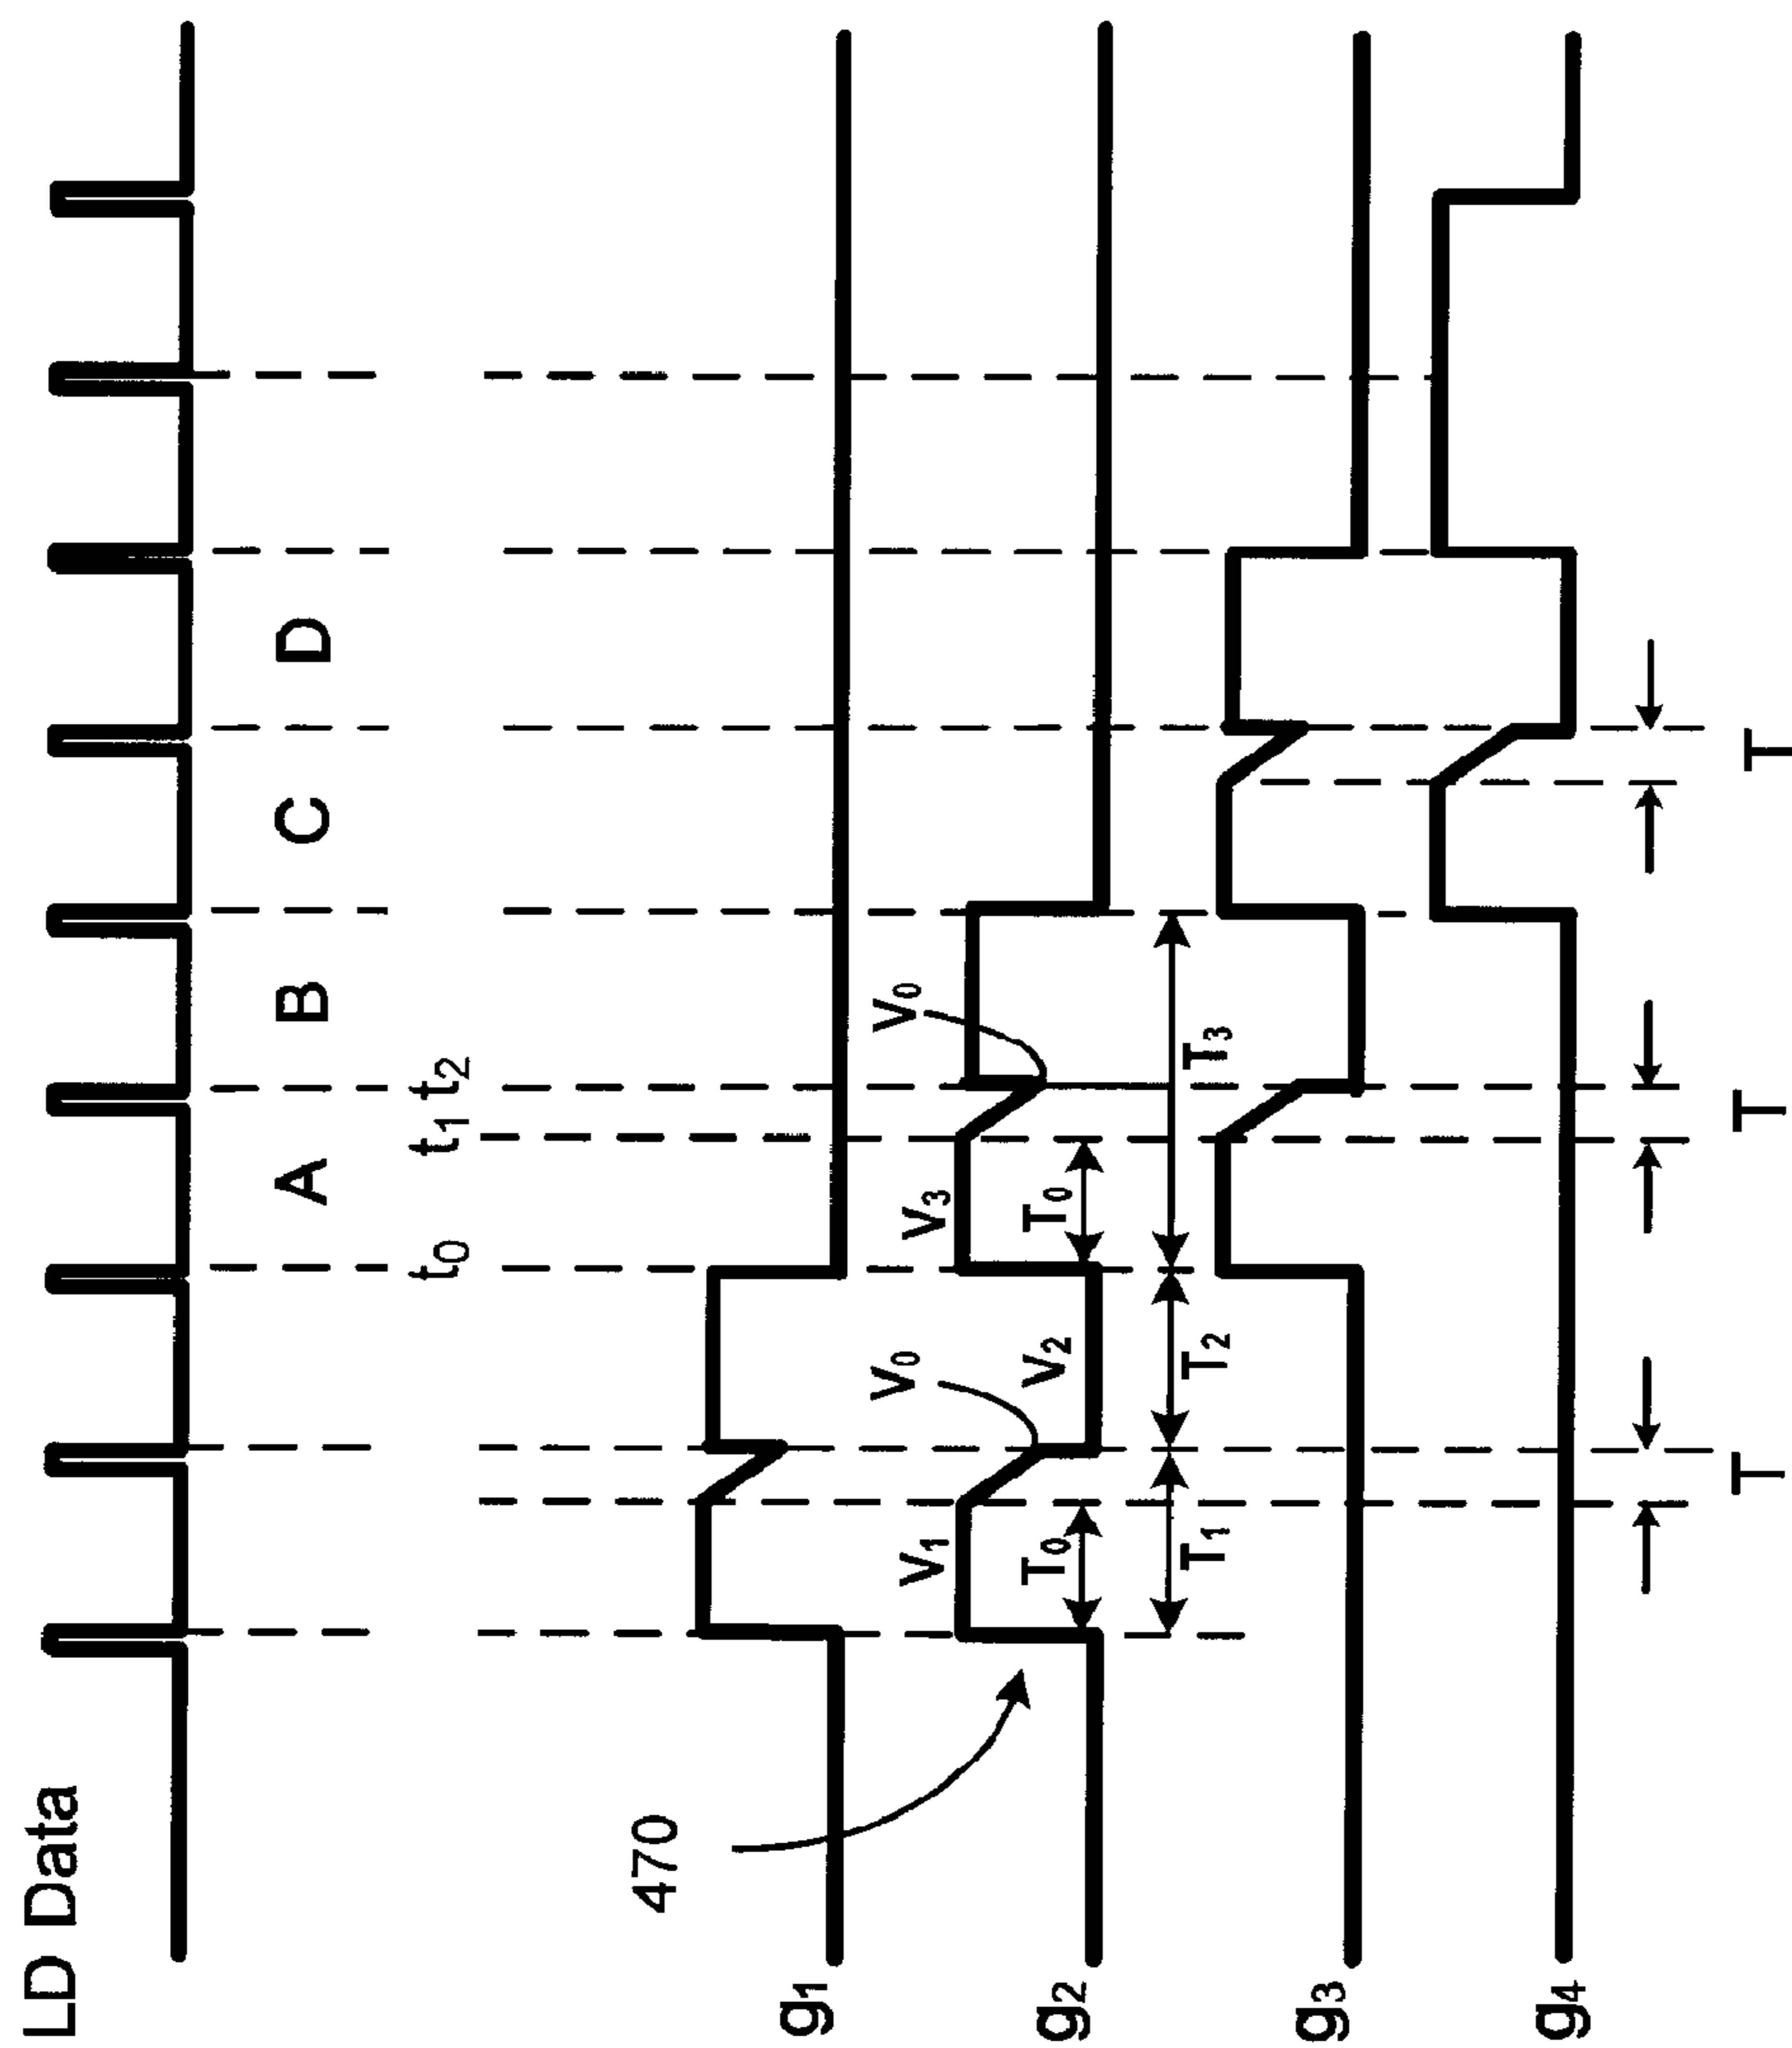 LD Data
A B C D
t0 t1 t2
470
g1
V1 V0 V3 V0
g2
T0 V2 T0
T1 T2 T3
g3
g4
T T T